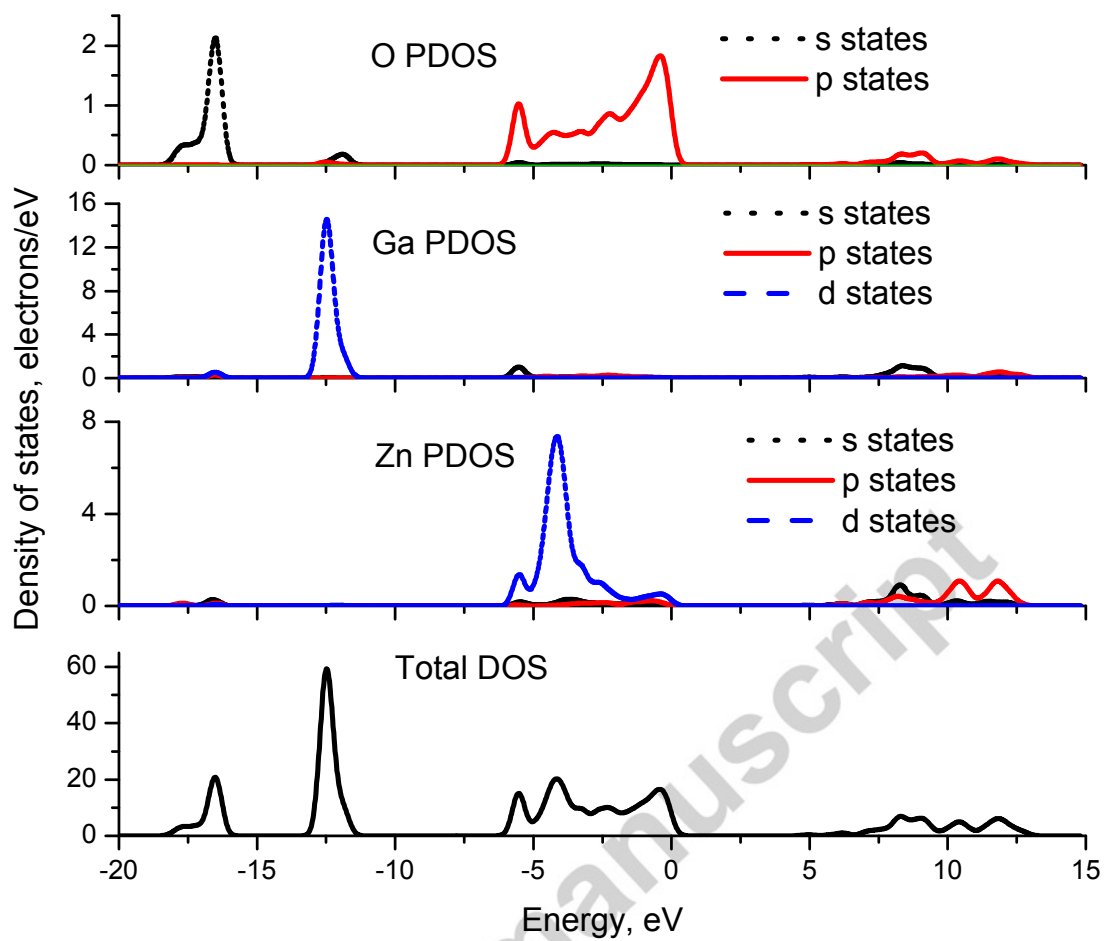 Density of states, electrons/eV
2
1
0
O PDOS
s states
p states
16
12
8
4
0
Ga PDOS
s states
p states
d states
8
4
0
Zn PDOS
s states
p states
d states
60
40
20
0
Total DOS
-20 -15 -10 -5 0 5 10 15
Energy, eV
manuscript